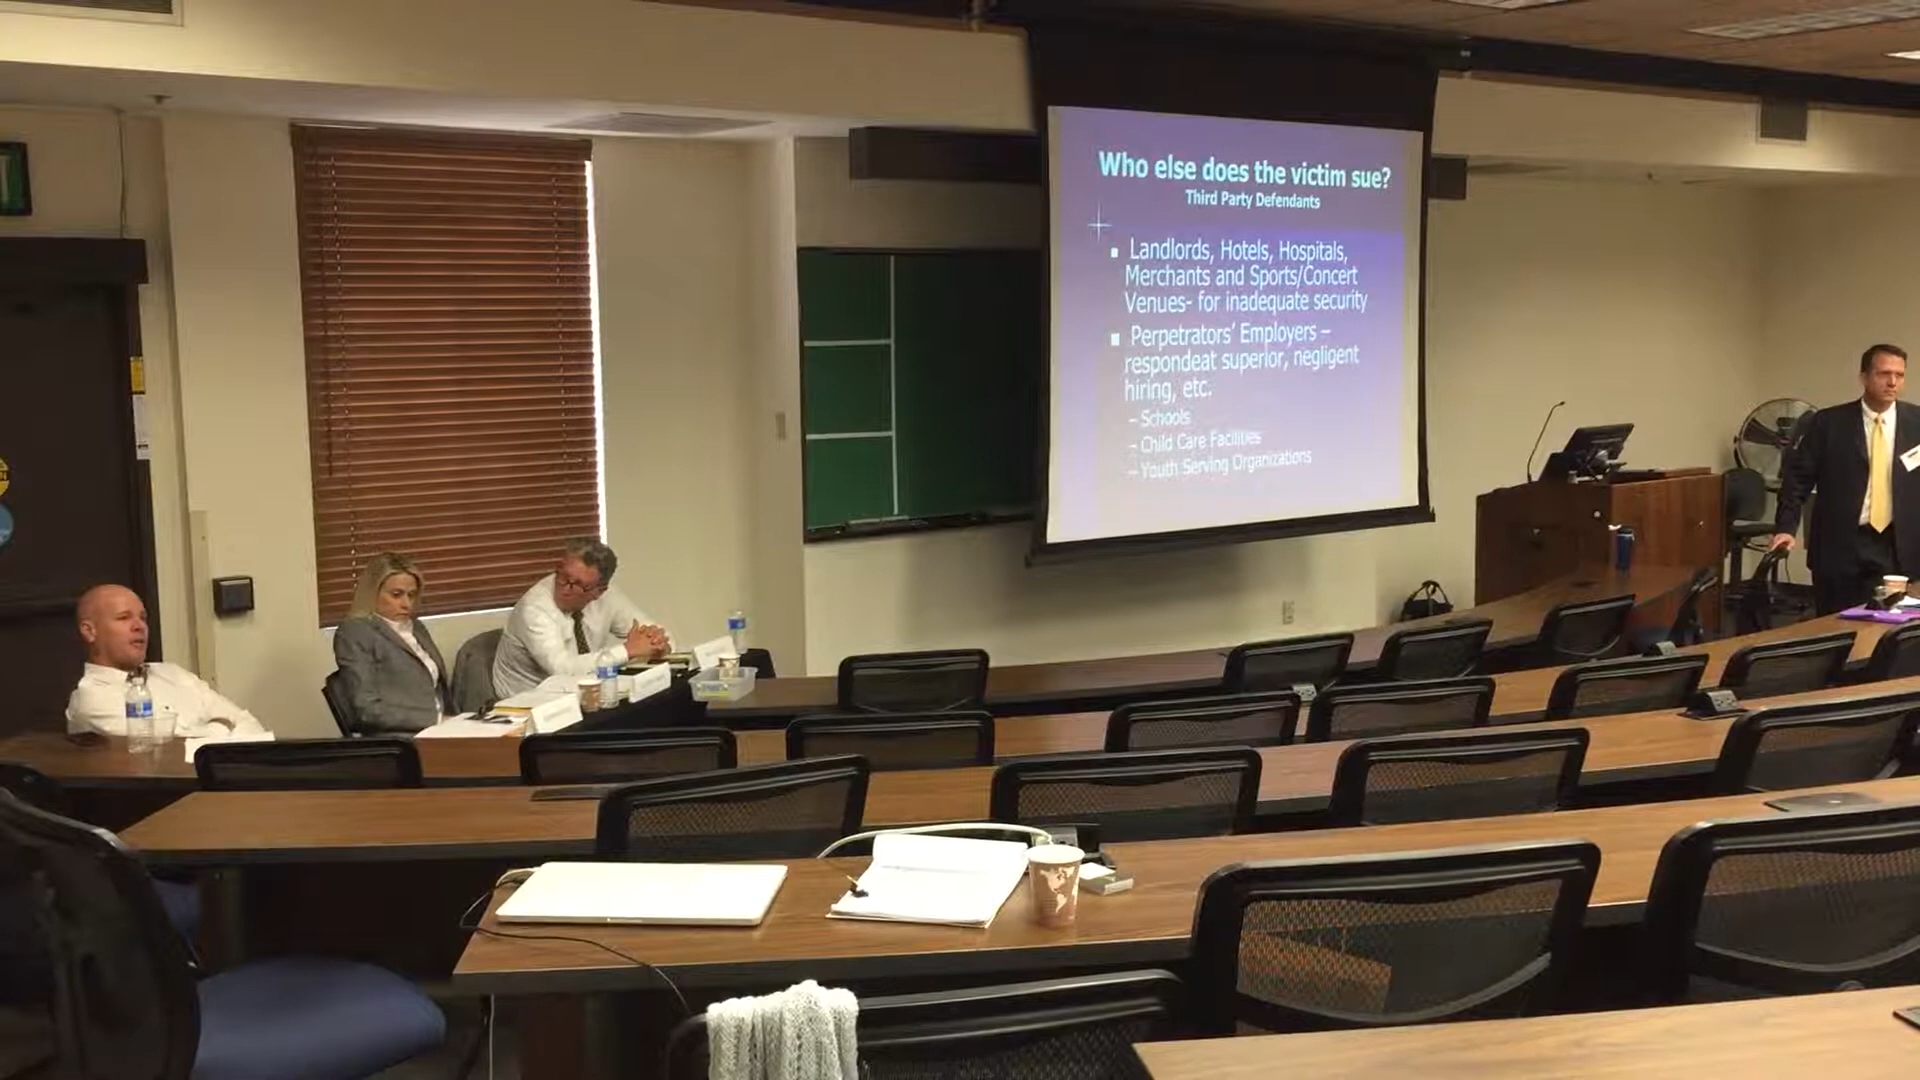 Who else does the victim sue?
Third Party Defendants
■ Landlords, Hotels, Hospitals,
Merchants and Sports/Concert
Venues- for inadequate security
■ Perpetrators' Employers –
respondeat superior, negligent
hiring, etc.
– Schools
– Child Care Facilities
– Youth Serving Organizations